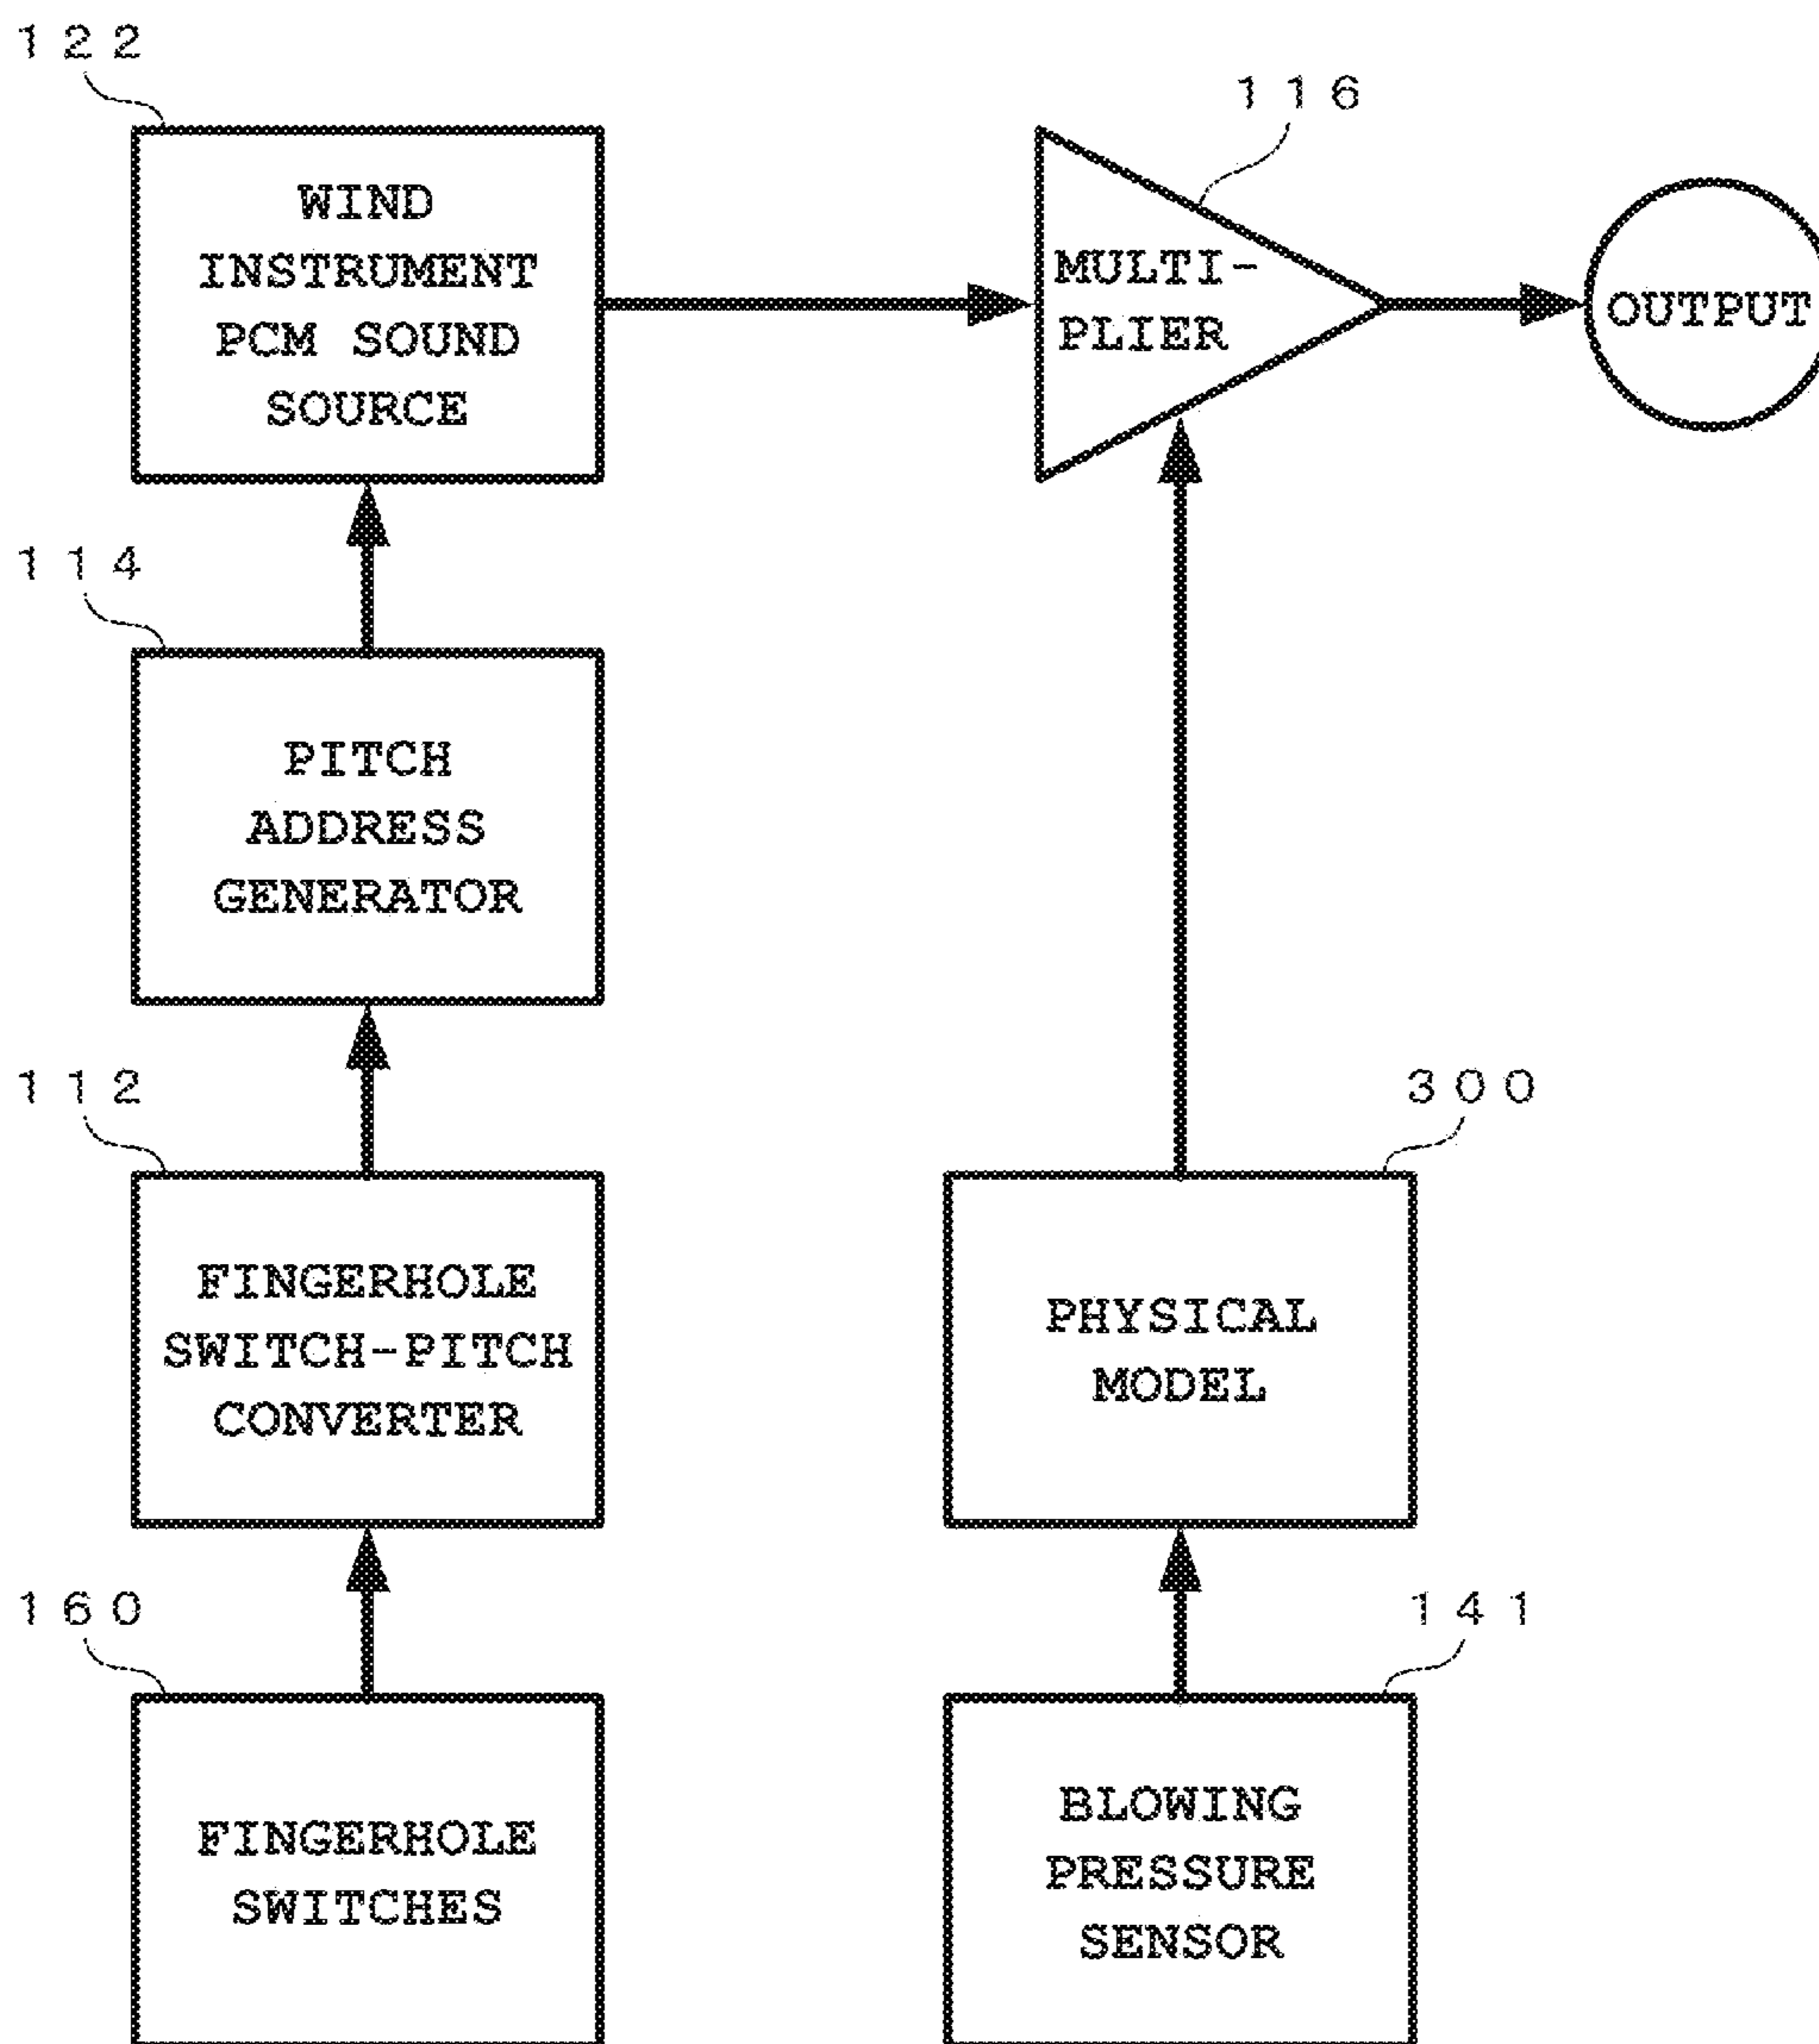 122
WIND
INSTRUMENT
PCM SOUND
SOURCE
116
MULTI-
PLIER
OUTPUT
114
PITCH
ADDRESS
GENERATOR
112
FINGERHOLE
SWITCH-PITCH
CONVERTER
300
PHYSICAL
MODEL
160
FINGERHOLE
SWITCHES
141
BLOWING
PRESSURE
SENSOR